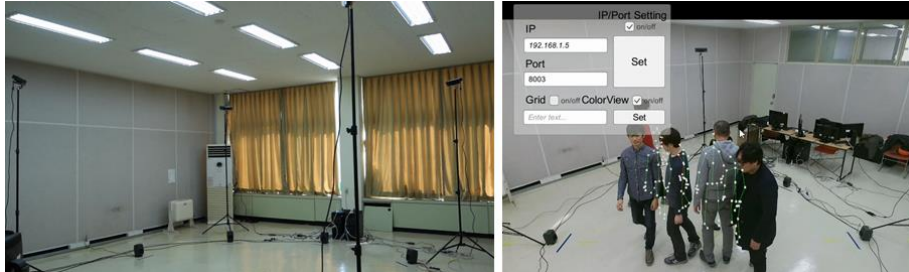 IP/Port Setting
IP
on/off
192.168.1.5
Set
Port
8003
Grid on/off ColorView on/off
Enter text...
Set